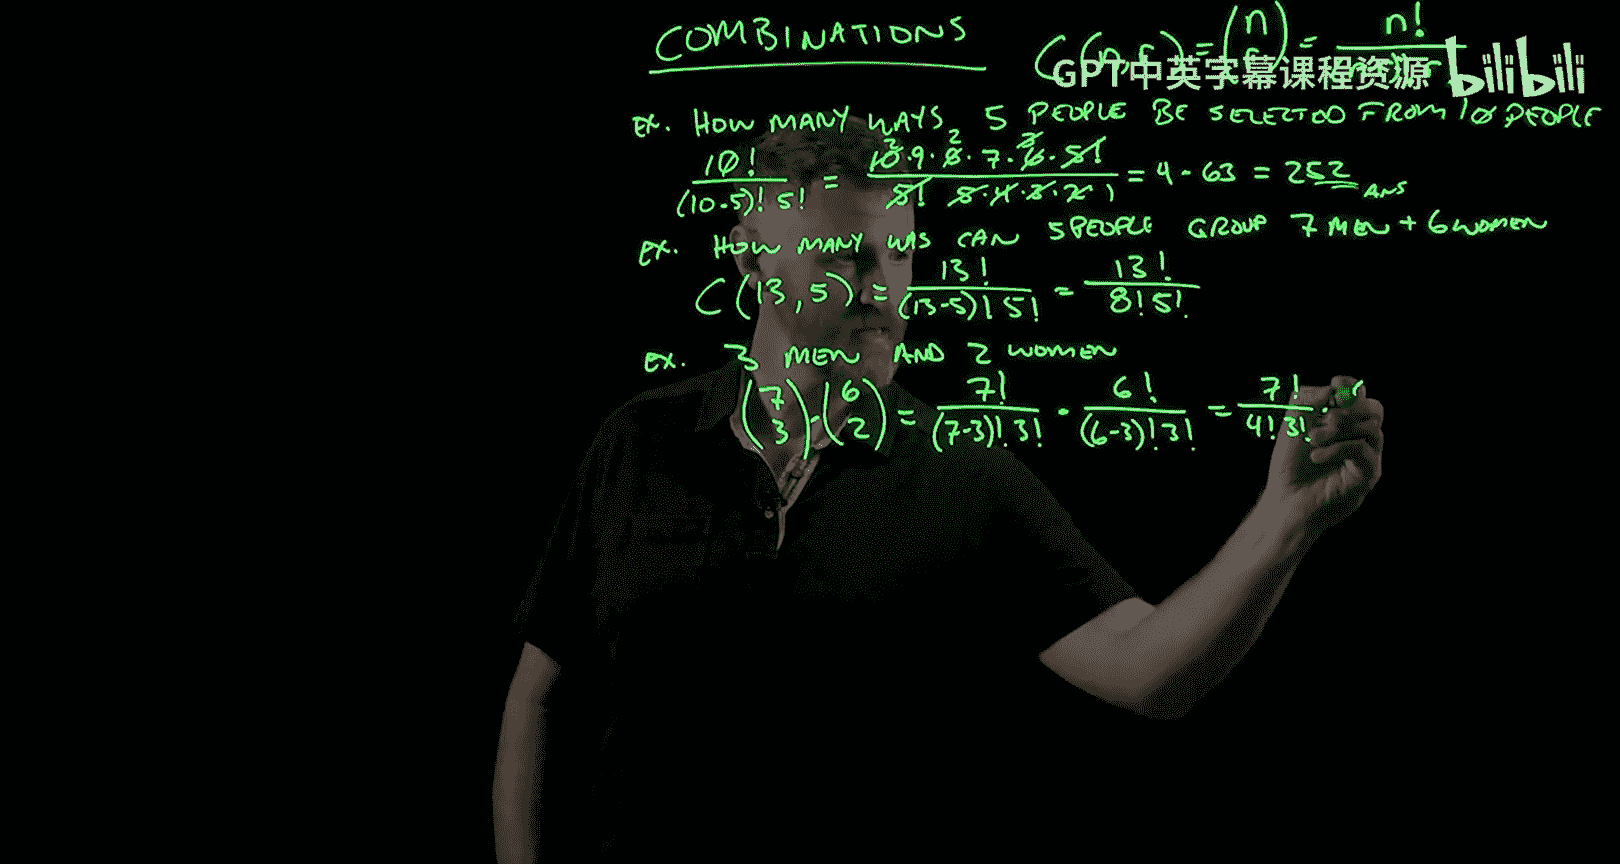 COMBINATIONS
C(n,r) = (n r) = n!
GPT中英字幕课程资源 bilibili
EX. HOW MANY WAYS 5 PEOPLE BE SELECTED FROM 10 PEOPLE
10! / (10-5)! 5! = 10·9·8·7·6·5! / 5! 5·4·3·2·1 = 4·63 = 252 ANS
EX. HOW MANY WAS CAN 5 PEOPLE GROUP 7 MEN + 6 WOMEN
C(13,5) = 13! / (13-5)! 5! = 13! / 8! 5!
EX. 3 MEN AND 2 WOMEN
(7 3)·(6 2) = 7! / (7-3)! 3! · 6! / (6-3)! 3! = 7! / 4! 3! ·